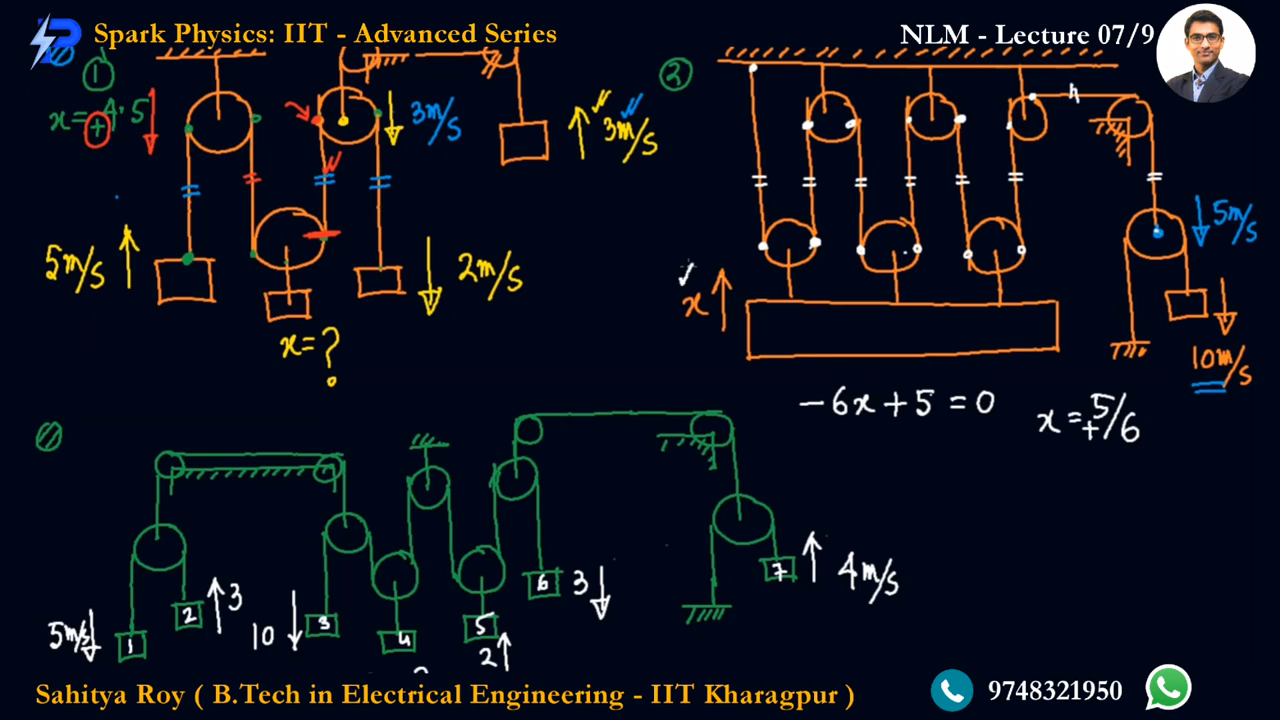 Spark Physics: IIT - Advanced Series
NLM - Lecture 07/9
①
x = + 4.5
3m/s
3m/s
5m/s
2m/s
x = ?
②
5m/s
x
10m/s
-6x + 5 = 0
x = +5/6
5m/s
1
2
3
10
3
4
5
2
6
3
7
4m/s
?
Sahitya Roy ( B.Tech in Electrical Engineering - IIT Kharagpur )
9748321950